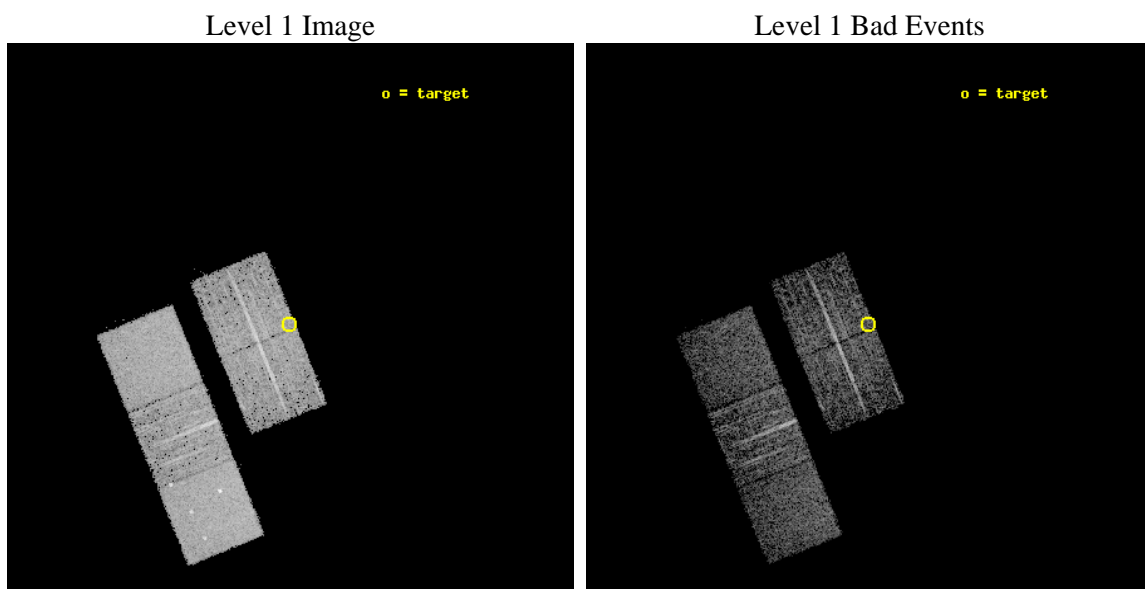 Level 1 Image
Level 1 Bad Events
o = target
o = target